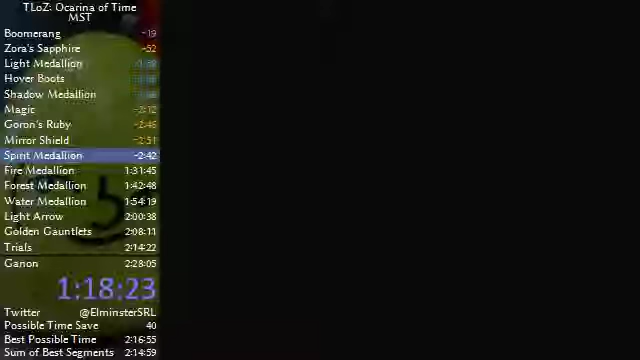 TLoZ: Ocarina of Time
MST
Boomerang -19
Zora's Sapphire -52
Light Medallion
Hover Boots
Shadow Medallion
Magic -2:12
Goron's Ruby -2:46
Mirror Shield -2:51
Spirit Medallion -2:42
Fire Medallion 1:31:45
Forest Medallion 1:42:48
Water Medallion 1:54:19
Light Arrow 2:00:38
Golden Gauntlets 2:08:11
Trials 2:14:22
Ganon 2:28:05
1:18:23
Twitter @ElminsterSRL
Possible Time Save 40
Best Possible Time 2:16:55
Sum of Best Segments 2:14:59